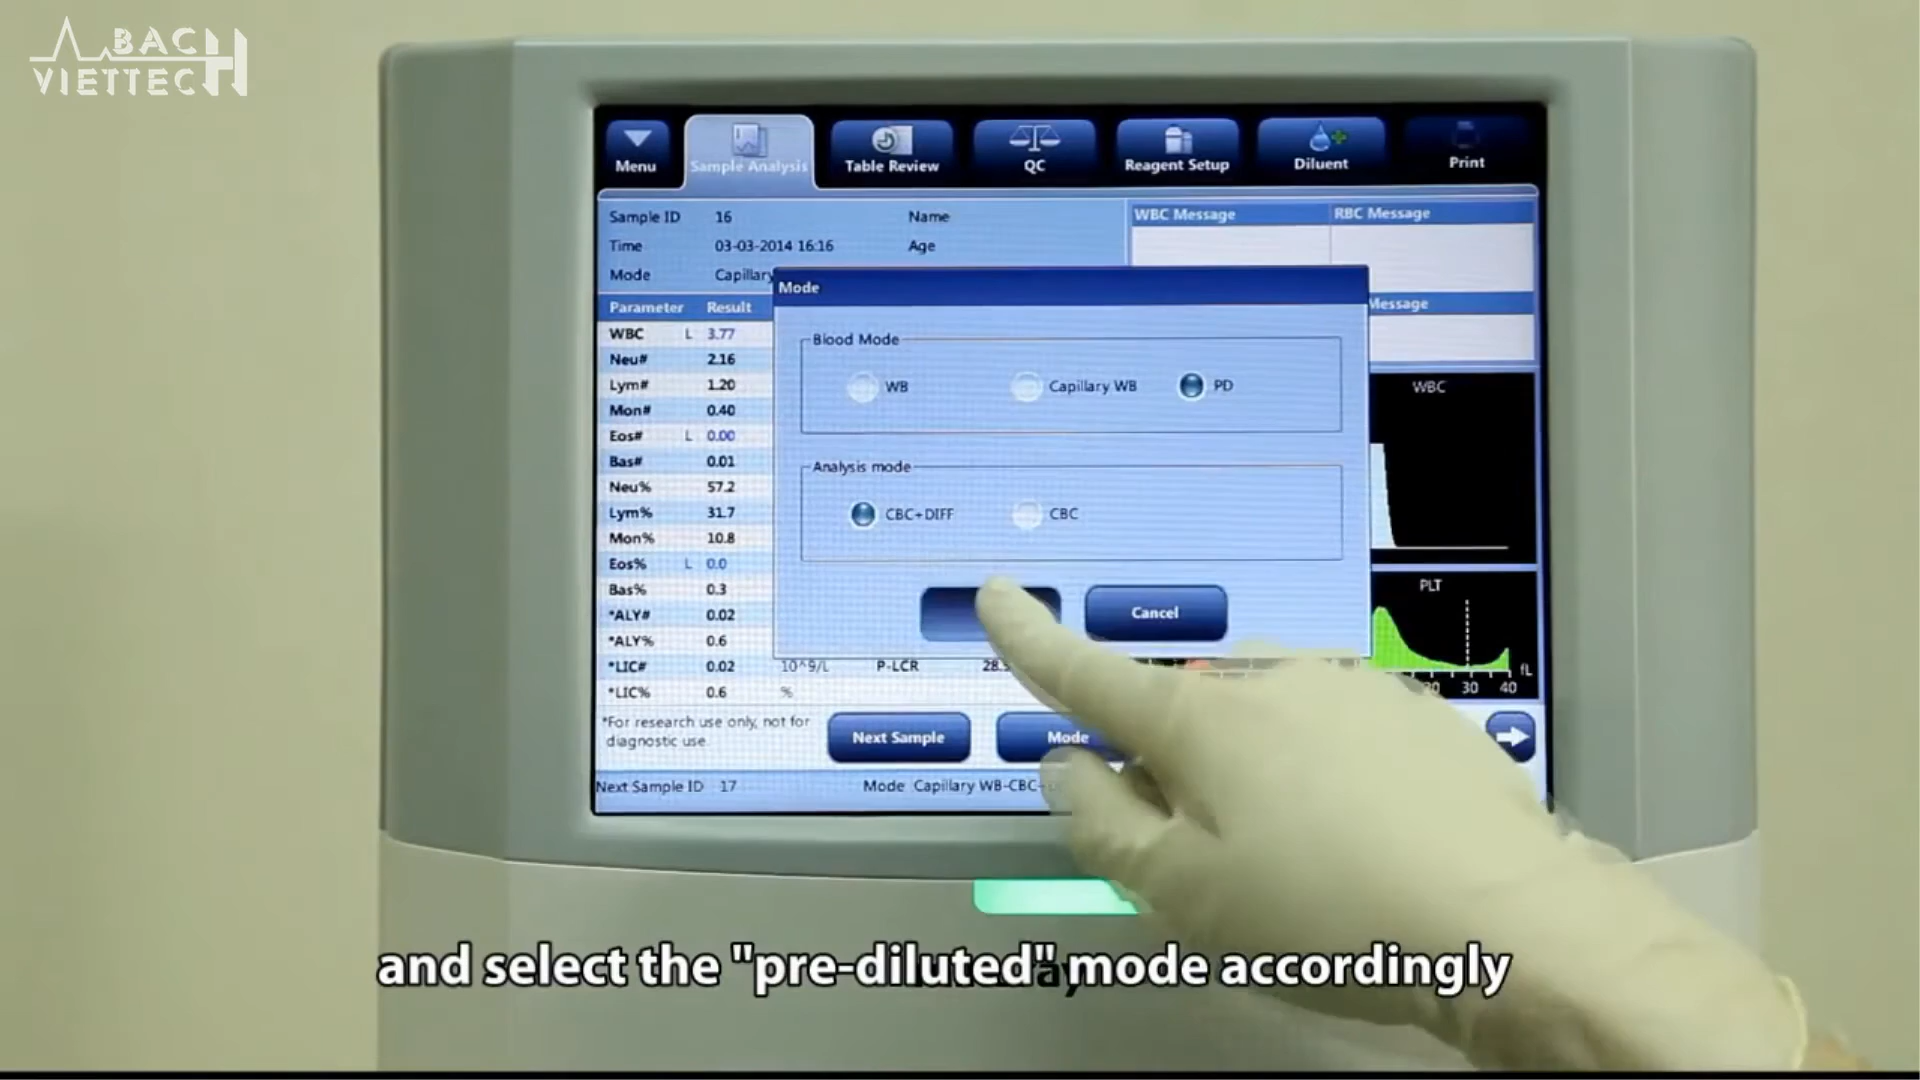 BACH
VIETTECH
Menu
Sample Analysis
Table Review
QC
Reagent Setup
Diluent
Print
Sample ID 16 Name
Time 03-03-2014 16:16 Age
Mode Capillary
WBC Message RBC Message
Message
Mode
Blood Mode
WB Capillary WB PD
Analysis mode
CBC+DIFF CBC
Cancel
Parameter Result
WBC L 3.77
Neu# 2.16
Lym# 1.20
Mon# 0.40
Eos# L 0.00
Bas# 0.01
Neu% 57.2
Lym% 31.7
Mon% 10.8
Eos% L 0.0
Bas% 0.3
*ALY# 0.02
*ALY% 0.6
*LIC# 0.02 10^9/L P-LCR
*LIC% 0.6 %
WBC
PLT
fL
30 40
*For research use only, not for
diagnostic use.
Next Sample
Mode
Next Sample ID 17 Mode Capillary WB-CBC
and select the "pre-diluted" mode accordingly